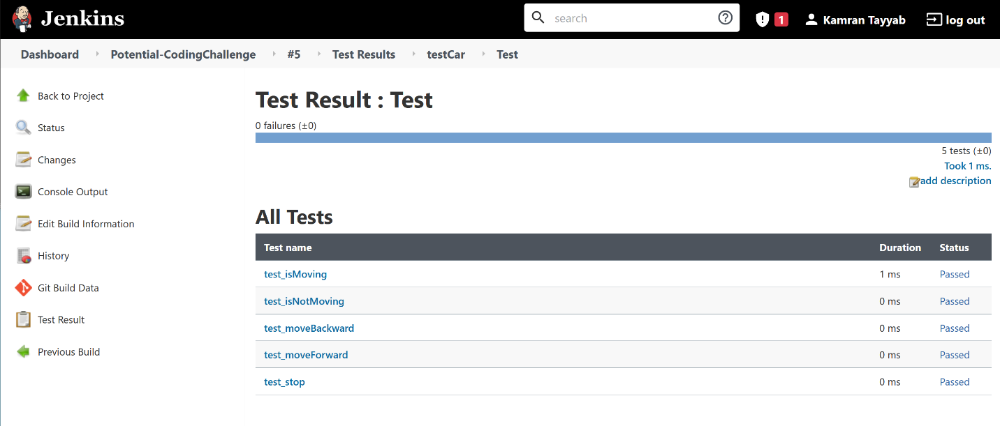 Jenkins
search
1
Kamran Tayyab
log out
Dashboard Potential-CodingChallenge #5 Test Results testCar Test
Back to Project
Status
Changes
Console Output
Edit Build Information
History
Git Build Data
Test Result
Previous Build
Test Result : Test
0 failures (±0)
5 tests (±0)
Took 1 ms.
add description
All Tests
Test name Duration Status
test_isMoving 1 ms Passed
test_isNotMoving 0 ms Passed
test_moveBackward 0 ms Passed
test_moveForward 0 ms Passed
test_stop 0 ms Passed